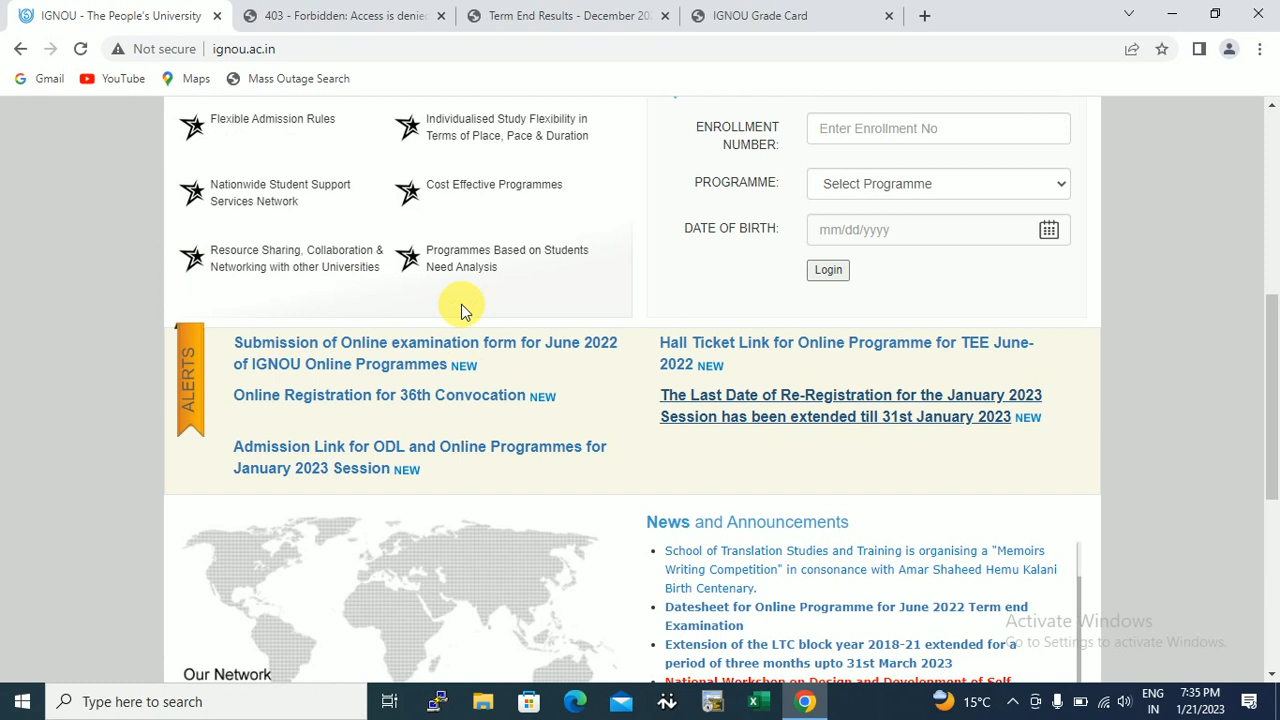 IGNOU - The People's University
403 - Forbidden: Access is denie
Term End Results - December 202
IGNOU Grade Card
Not secure
ignou.ac.in
Gmail
YouTube
Maps
Mass Outage Search
Flexible Admission Rules
Individualised Study Flexibility in
Terms of Place, Pace & Duration
Nationwide Student Support
Services Network
Cost Effective Programmes
Resource Sharing, Collaboration &
Networking with other Universities
Programmes Based on Students
Need Analysis
ENROLLMENT
NUMBER:
Enter Enrollment No
PROGRAMME:
Select Programme
DATE OF BIRTH:
mm/dd/yyyy
Login
ALERTS
Submission of Online examination form for June 2022
of IGNOU Online Programmes NEW
Online Registration for 36th Convocation NEW
Admission Link for ODL and Online Programmes for
January 2023 Session NEW
Hall Ticket Link for Online Programme for TEE June-
2022 NEW
The Last Date of Re-Registration for the January 2023
Session has been extended till 31st January 2023 NEW
Our Network
News and Announcements
School of Translation Studies and Training is organising a "Memoirs
Writing Competition" in consonance with Amar Shaheed Hemu Kalani
Birth Centenary.
Datesheet for Online Programme for June 2022 Term end
Examination
Extension of the LTC block year 2018-21 extended for a
period of three months upto 31st March 2023
National Workshop on Design and Development of Self
Activate Windows
Go to Settings to activate Windows.
Type here to search
15°C
ENG
IN
7:35 PM
1/21/2023